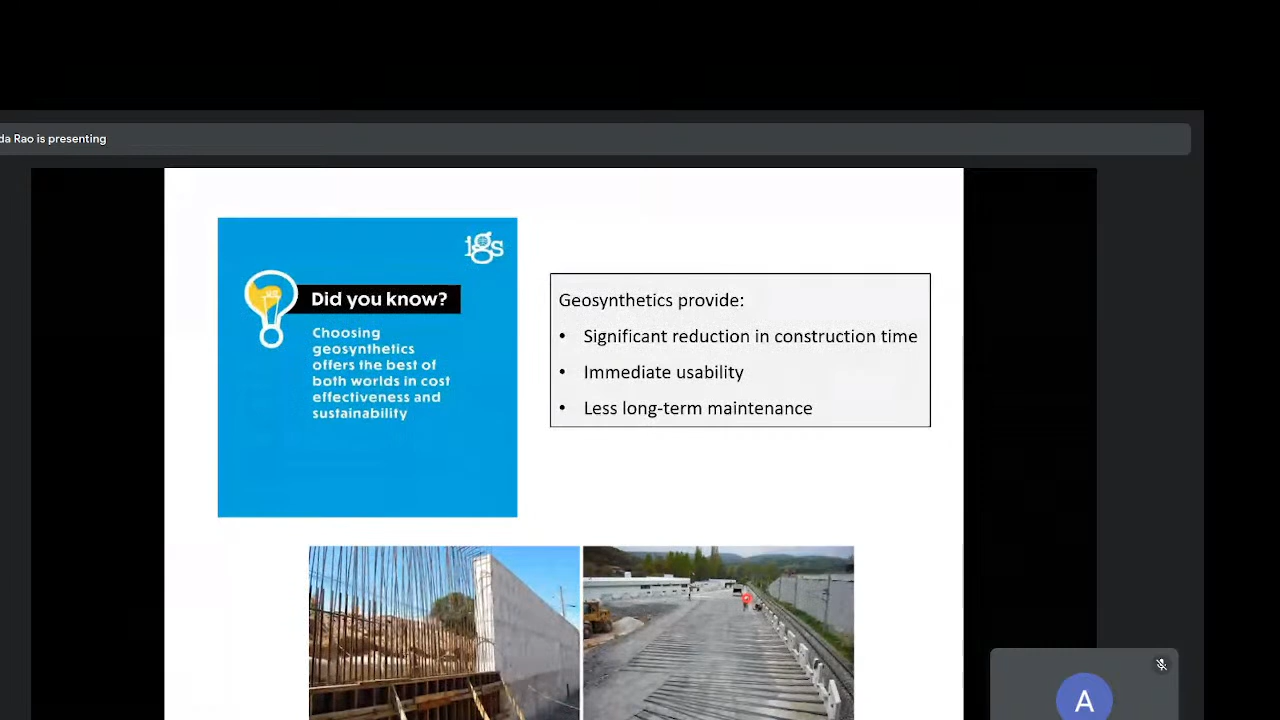 da Rao is presenting
igs
Did you know?
Choosing
geosynthetics
offers the best of
both worlds in cost
effectiveness and
sustainability
Geosynthetics provide:
• Significant reduction in construction time
• Immediate usability
• Less long-term maintenance
A